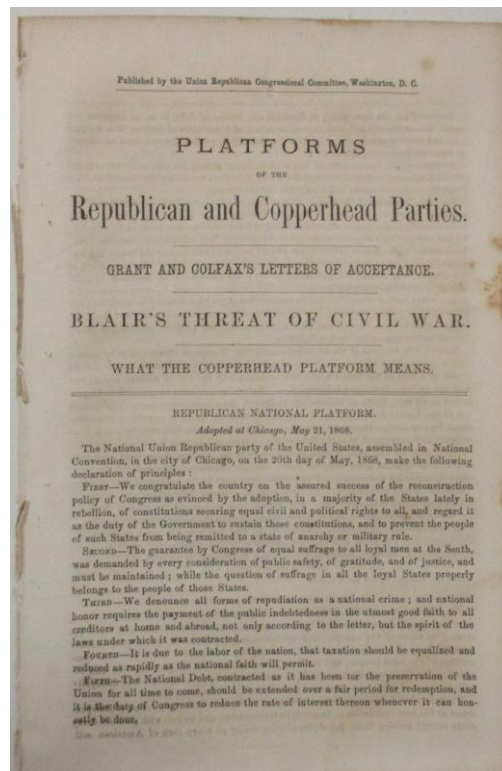 Published by the Union Republican Congressional Committee, Washington, D. C.
PLATFORMS
OF THE
Republican and Copperhead Parties.
GRANT AND COLFAX'S LETTERS OF ACCEPTANCE.
BLAIR'S THREAT OF CIVIL WAR.
WHAT THE COPPERHEAD PLATFORM MEANS.
REPUBLICAN NATIONAL PLATFORM.
Adopted at Chicago, May 21, 1868.
The National Union Republican party of the United States, assembled in National
Convention, in the city of Chicago, on the 20th day of May, 1868, make the following
declaration of principles :
FIRST—We congratulate the country on the assured success of the reconstruction
policy of Congress as evinced by the adoption, in a majority of the States lately in
rebellion, of constitutions securing equal civil and political rights to all, and regard it
as the duty of the Government to sustain those constitutions, and to prevent the people
of such States from being remitted to a state of anarchy or military rule.
SECOND—The guarantee by Congress of equal suffrage to all loyal men at the South,
was demanded by every consideration of public safety, of gratitude, and of justice, and
must be maintained ; while the question of suffrage in all the loyal States properly
belongs to the people of those States.
THIRD—We denounce all forms of repudiation as a national crime ; and national
honor requires the payment of the public indebtedness in the utmost good faith to all
creditors at home and abroad, not only according to the letter, but the spirit of the
laws under which it was contracted.
FOURTH—It is due to the labor of the nation, that taxation should be equalized and
reduced as rapidly as the national faith will permit.
FIFTH—The National Debt, contracted as it has been for the preservation of the
Union for all time to come, should be extended over a fair period for redemption, and
it is the duty of Congress to reduce the rate of interest thereon whenever it can hon-
estly be done.